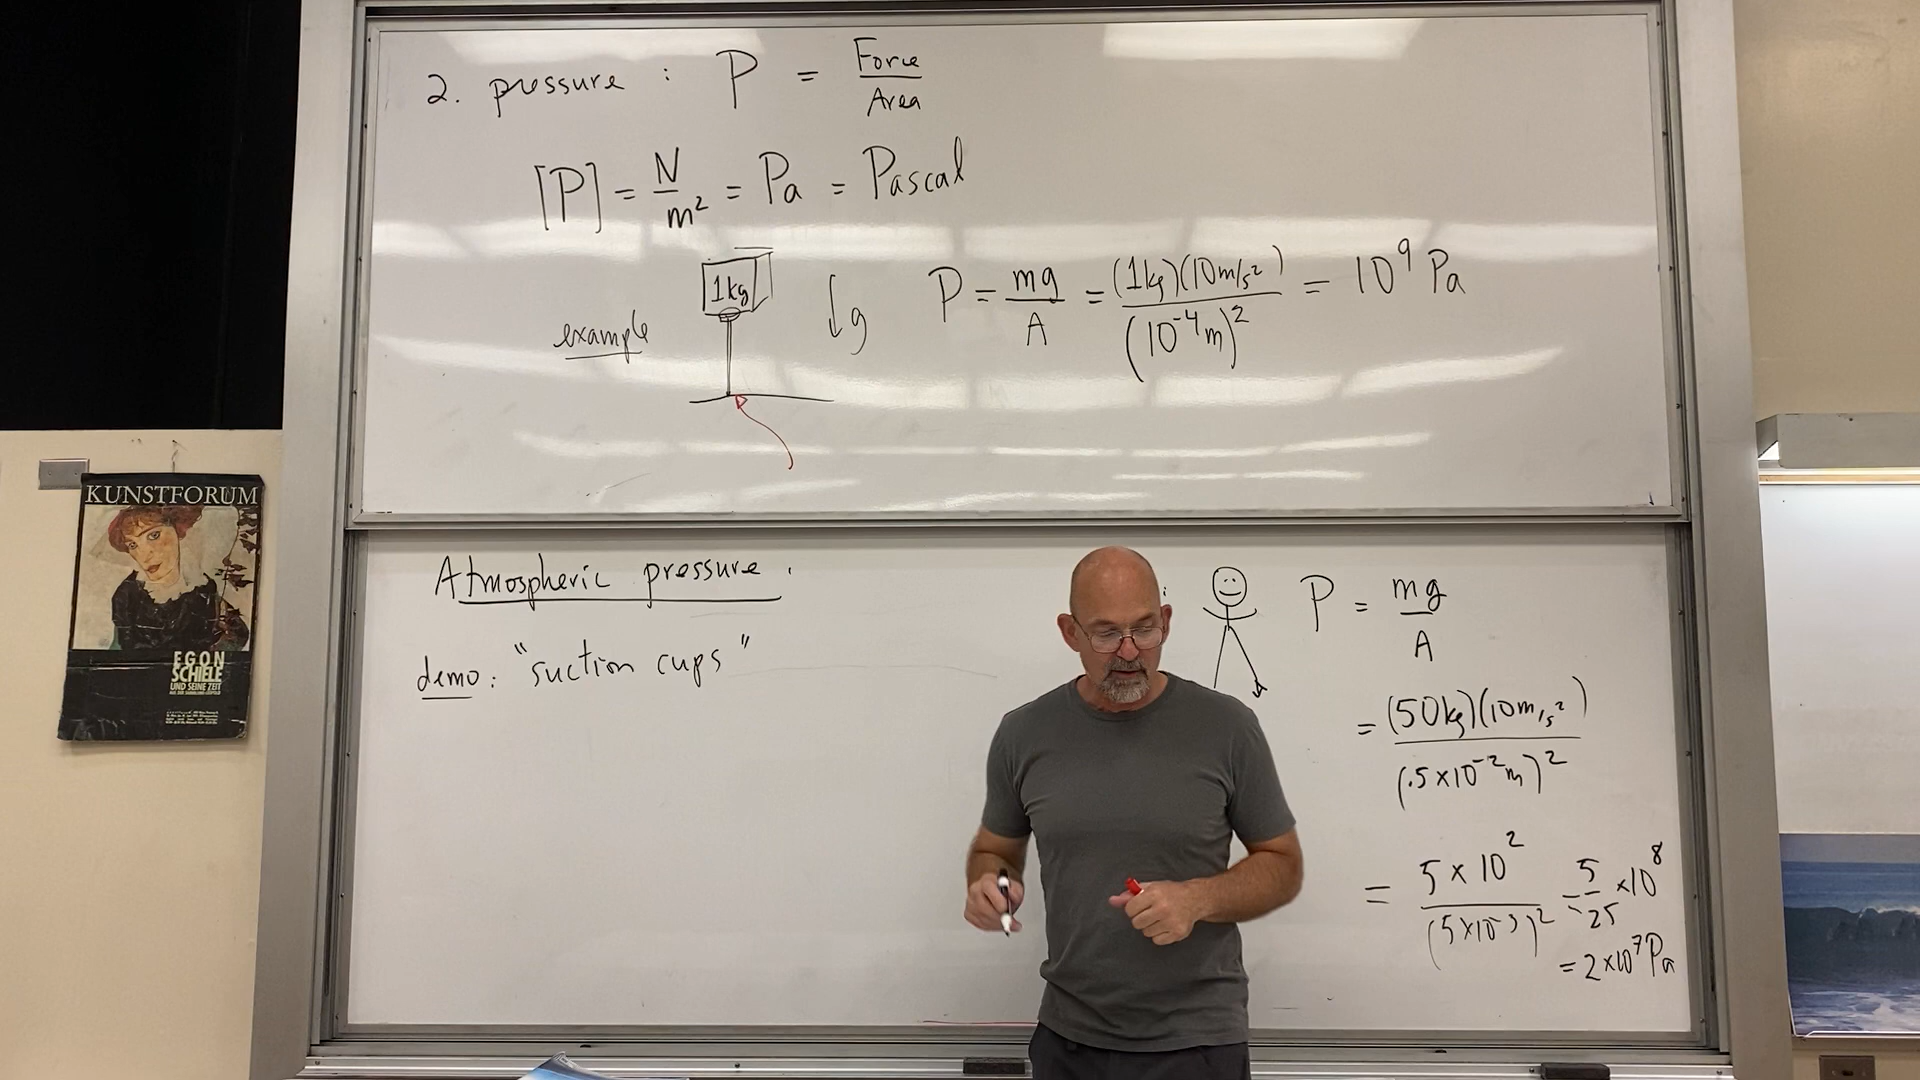 2. pressure : P = Force / Area
[P] = N / m² = Pa = Pascal
1kg
example
g
P = mg / A = (1kg)(10m/s²) / (10⁻⁴m)² = 10⁹ Pa
Atmospheric pressure.
demo: "suction cups"
P = mg / A
= (50kg)(10m/s²) / (.5×10⁻²m)²
= 5×10² / (5×10⁻³)² = 5/25 ×10⁸
= 2×10⁷Pa
KUNSTFORUM
EGON
SCHIELE
UND SEINE ZEIT